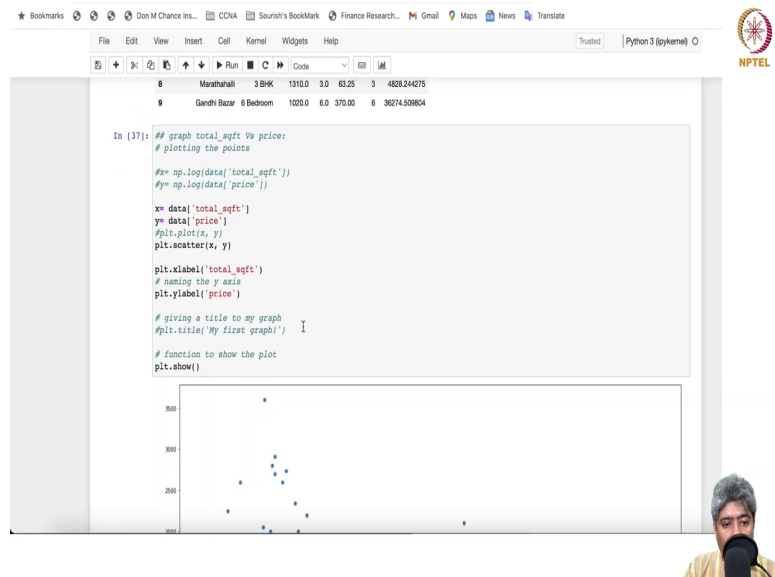 Bookmarks Don M Chance Ins... CCNA Sourish's BookMark Finance Research... Gmail Maps News Translate
File Edit View Insert Cell Kernel Widgets Help Trusted Python 3 (ipykernel)
Run Code
NPTEL
8 Marathahalli 3 BHK 1310.0 3.0 63.25 3 4828.244275
9 Gandhi Bazar 6 Bedroom 1020.0 6.0 370.00 6 36274.509804
In [37]: ## graph total_sqft Vs price:
# plotting the points
#x= np.log(data['total_sqft'])
#y= np.log(data['price'])
x= data['total_sqft']
y= data['price']
#plt.plot(x, y)
plt.scatter(x, y)
plt.xlabel('total_sqft')
# naming the y axis
plt.ylabel('price')
# giving a title to my graph
#plt.title('My first graph!')
# function to show the plot
plt.show()
3500
3000
2500
2000